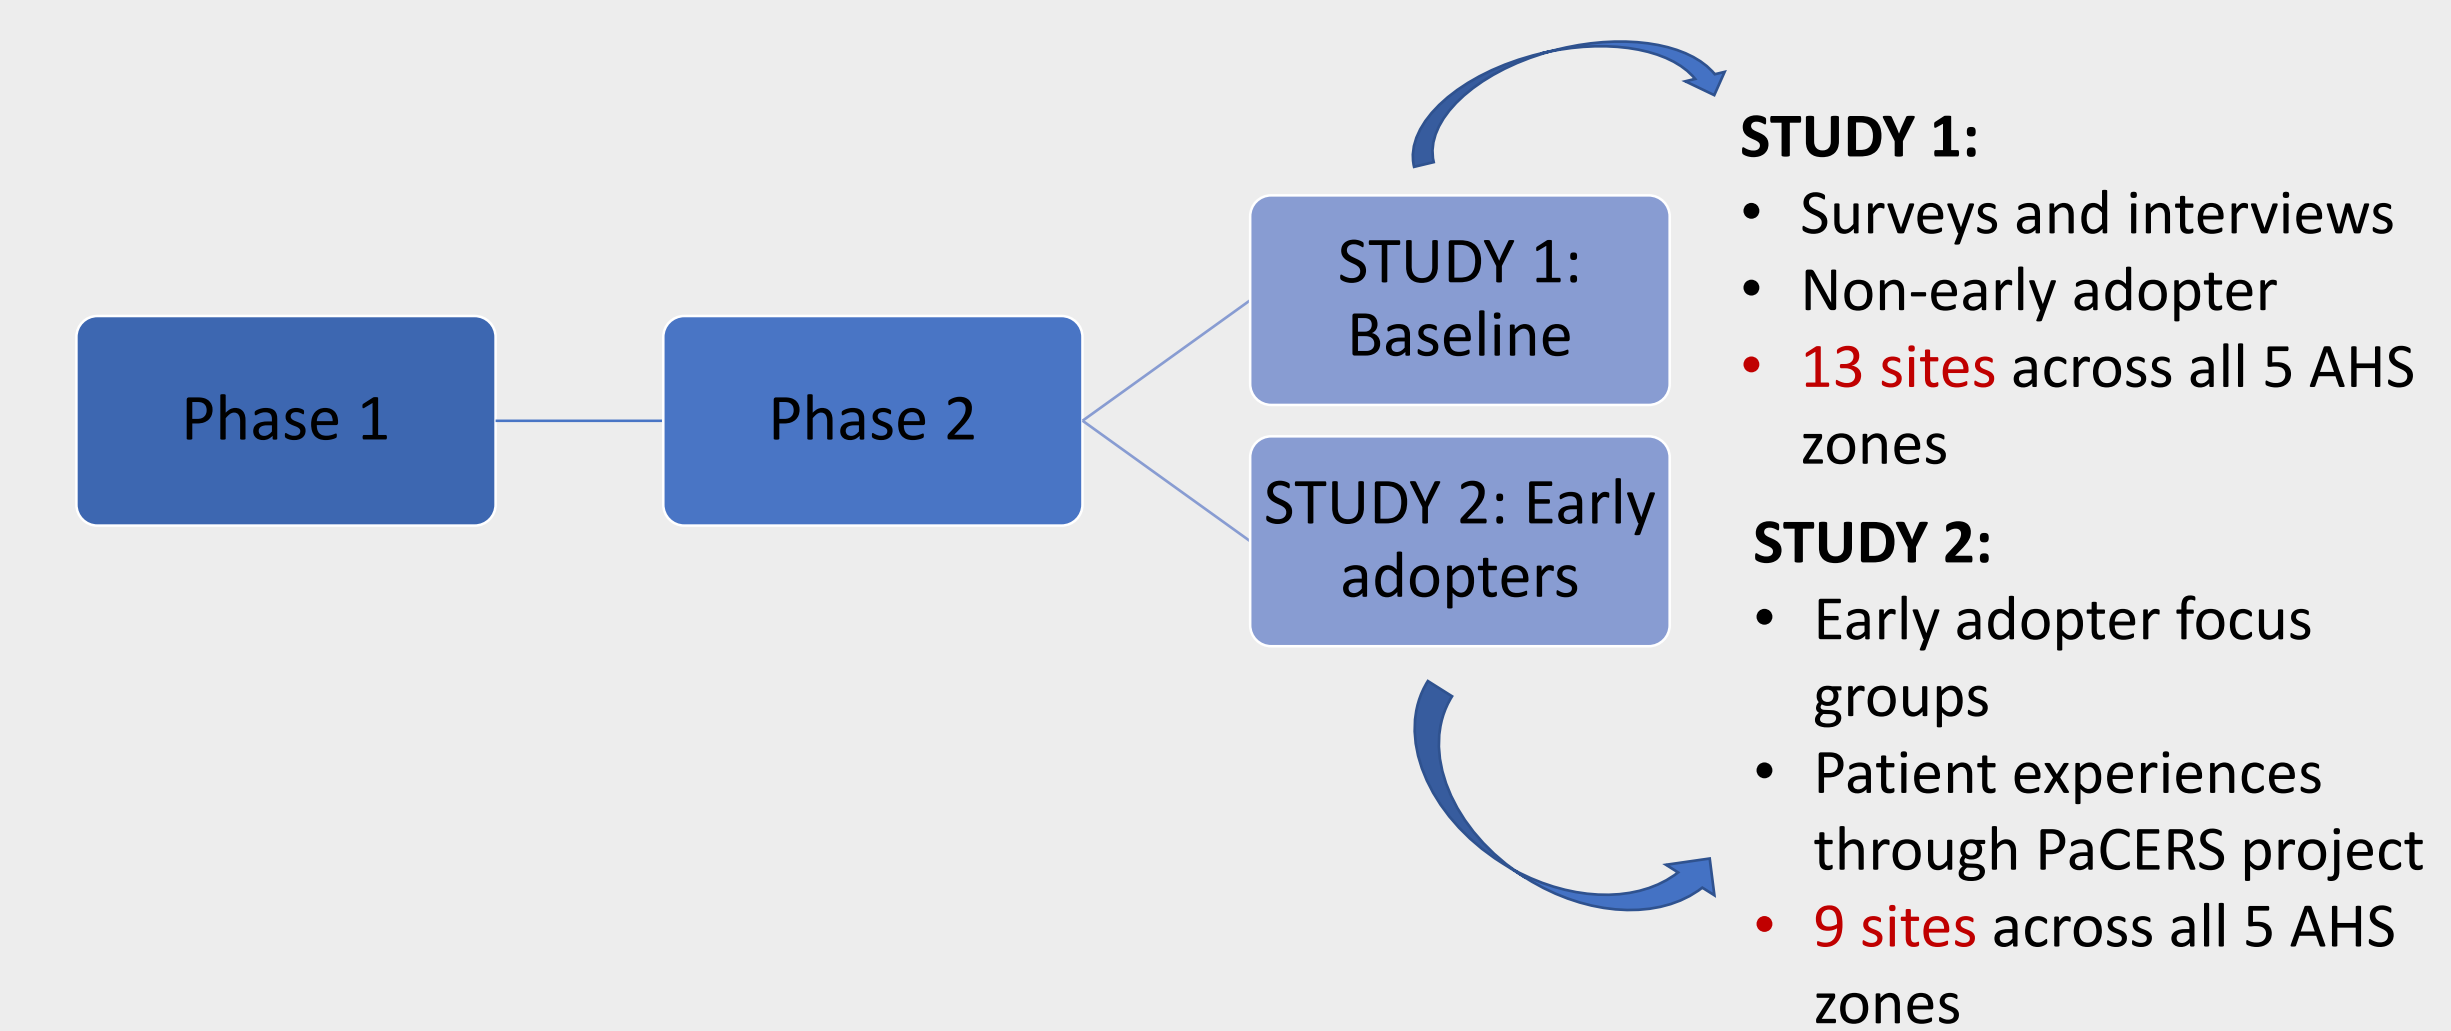 Phase 1
Phase 2
STUDY 1:
Baseline
STUDY 2: Early
adopters
STUDY 1:
• Surveys and interviews
• Non-early adopter
• 13 sites across all 5 AHS
zones
STUDY 2:
• Early adopter focus
groups
• Patient experiences
through PaCERS project
• 9 sites across all 5 AHS
zones